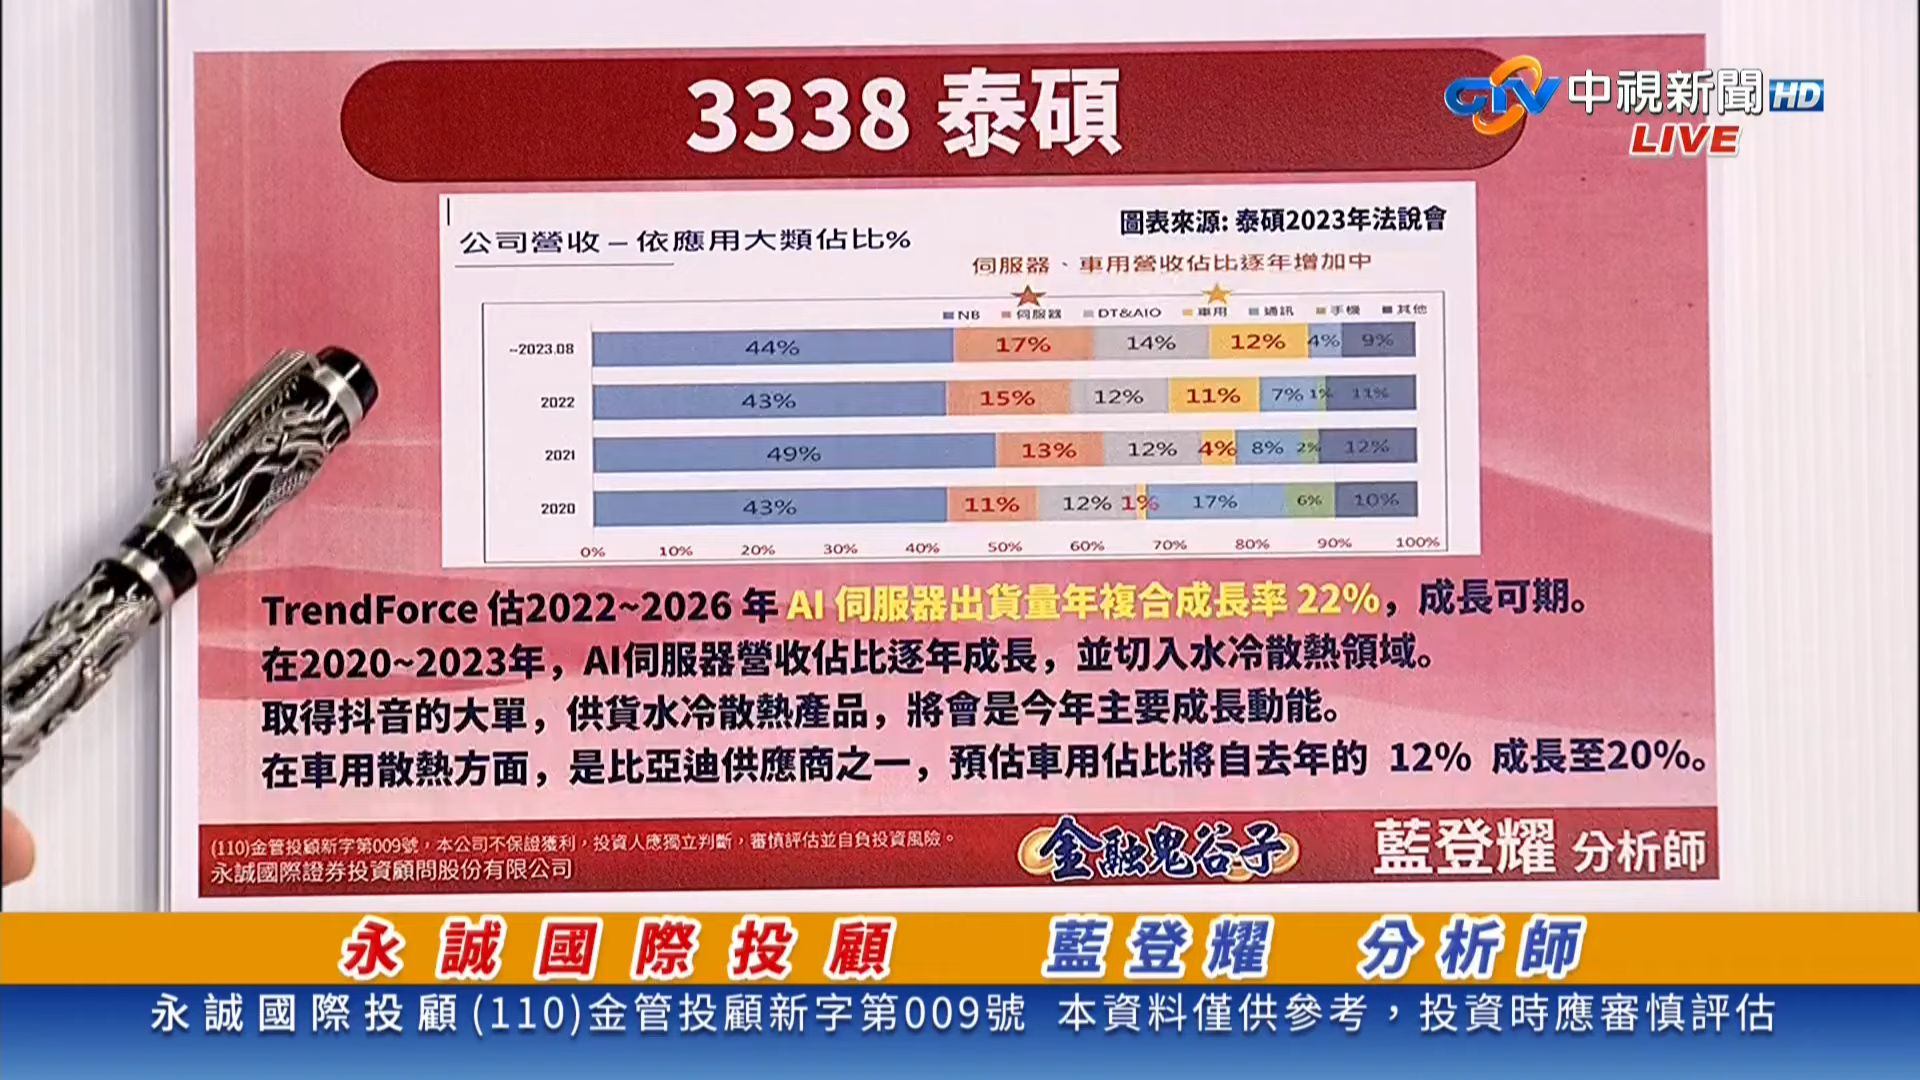 3338 泰碩
CTV 中視新聞 HD
LIVE
公司營收 – 依應用大類佔比%
圖表來源: 泰碩2023年法說會
伺服器、車用營收佔比逐年增加中
NB 伺服器 DT&AIO 車用 通訊 手機 其他
~2023.08 44% 17% 14% 12% 4% 9%
2022 43% 15% 12% 11% 7% 1% 11%
2021 49% 13% 12% 4% 8% 2% 12%
2020 43% 11% 12% 1% 17% 6% 10%
0% 10% 20% 30% 40% 50% 60% 70% 80% 90% 100%
TrendForce 估2022~2026 年 AI 伺服器出貨量年複合成長率 22%，成長可期。
在2020~2023年，AI伺服器營收佔比逐年成長，並切入水冷散熱領域。
取得抖音的大單，供貨水冷散熱產品，將會是今年主要成長動能。
在車用散熱方面，是比亞迪供應商之一，預估車用佔比將自去年的 12% 成長至20%。
(110)金管投顧新字第009號，本公司不保證獲利，投資人應獨立判斷，審慎評估並自負投資風險。
永誠國際證券投資顧問股份有限公司
金融鬼谷子
藍登耀 分析師
永誠國際投顧 藍登耀 分析師
永誠國際投顧(110)金管投顧新字第009號 本資料僅供參考，投資時應審慎評估